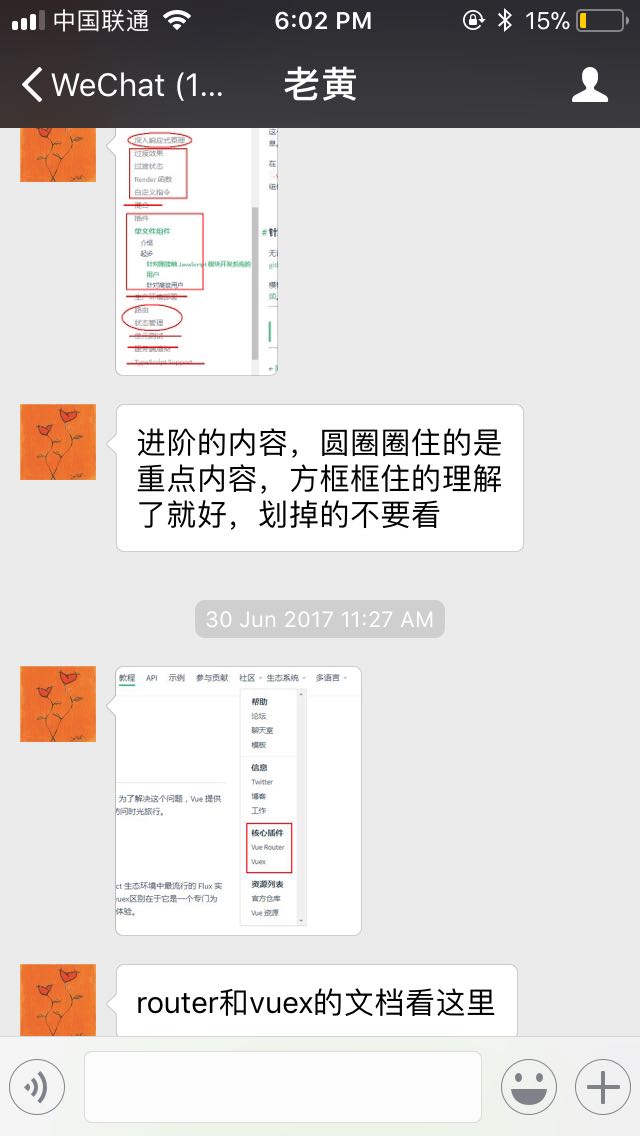 中国联通
6:02 PM
15%
WeChat (1...
老黄
深入响应式原理
过渡效果
过渡状态
Render 函数
自定义指令
混合
插件
单文件组件
介绍
起步
针对刚接触 JavaScript 模块开发系统的
用户
针对高级用户
生产环境部署
路由
状态管理
单元测试
服务端渲染
TypeScript Support
进阶的内容，圆圈圈住的是
重点内容，方框框住的理解
了就好，划掉的不要看
30 Jun 2017 11:27 AM
教程 API 示例 参与贡献 社区 生态系统 多语言
帮助
论坛
聊天室
模板
信息
Twitter
博客
工作
核心插件
Vue Router
Vuex
资源列表
官方仓库
Vue 资源
为了解决这个问题，Vue 提供
访问时光旅行。
ct 生态环境中最流行的 Flux 实
vuex区别在于它是一个专门为
体验。
router和vuex的文档看这里